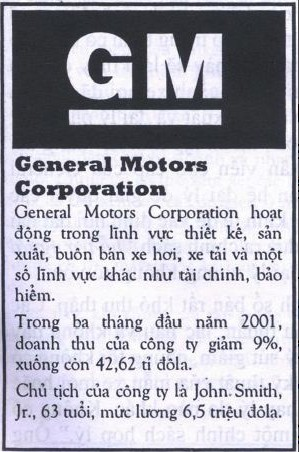 GM
General Motors
Corporation
General Motors Corporation hoạt
động trong lĩnh vực thiết kế, sản
xuất, buôn bán xe hơi, xe tải và một
số lĩnh vực khác như tài chinh, bảo
hiểm.
Trong ba tháng đầu năm 2001,
doanh thu của công ty giảm 9%,
xuống còn 42,62 tỉ đôla.
Chủ tịch của công ty là John. Smith,
Jr., 63 tuổi, mức lương 6,5 triệu đôla.